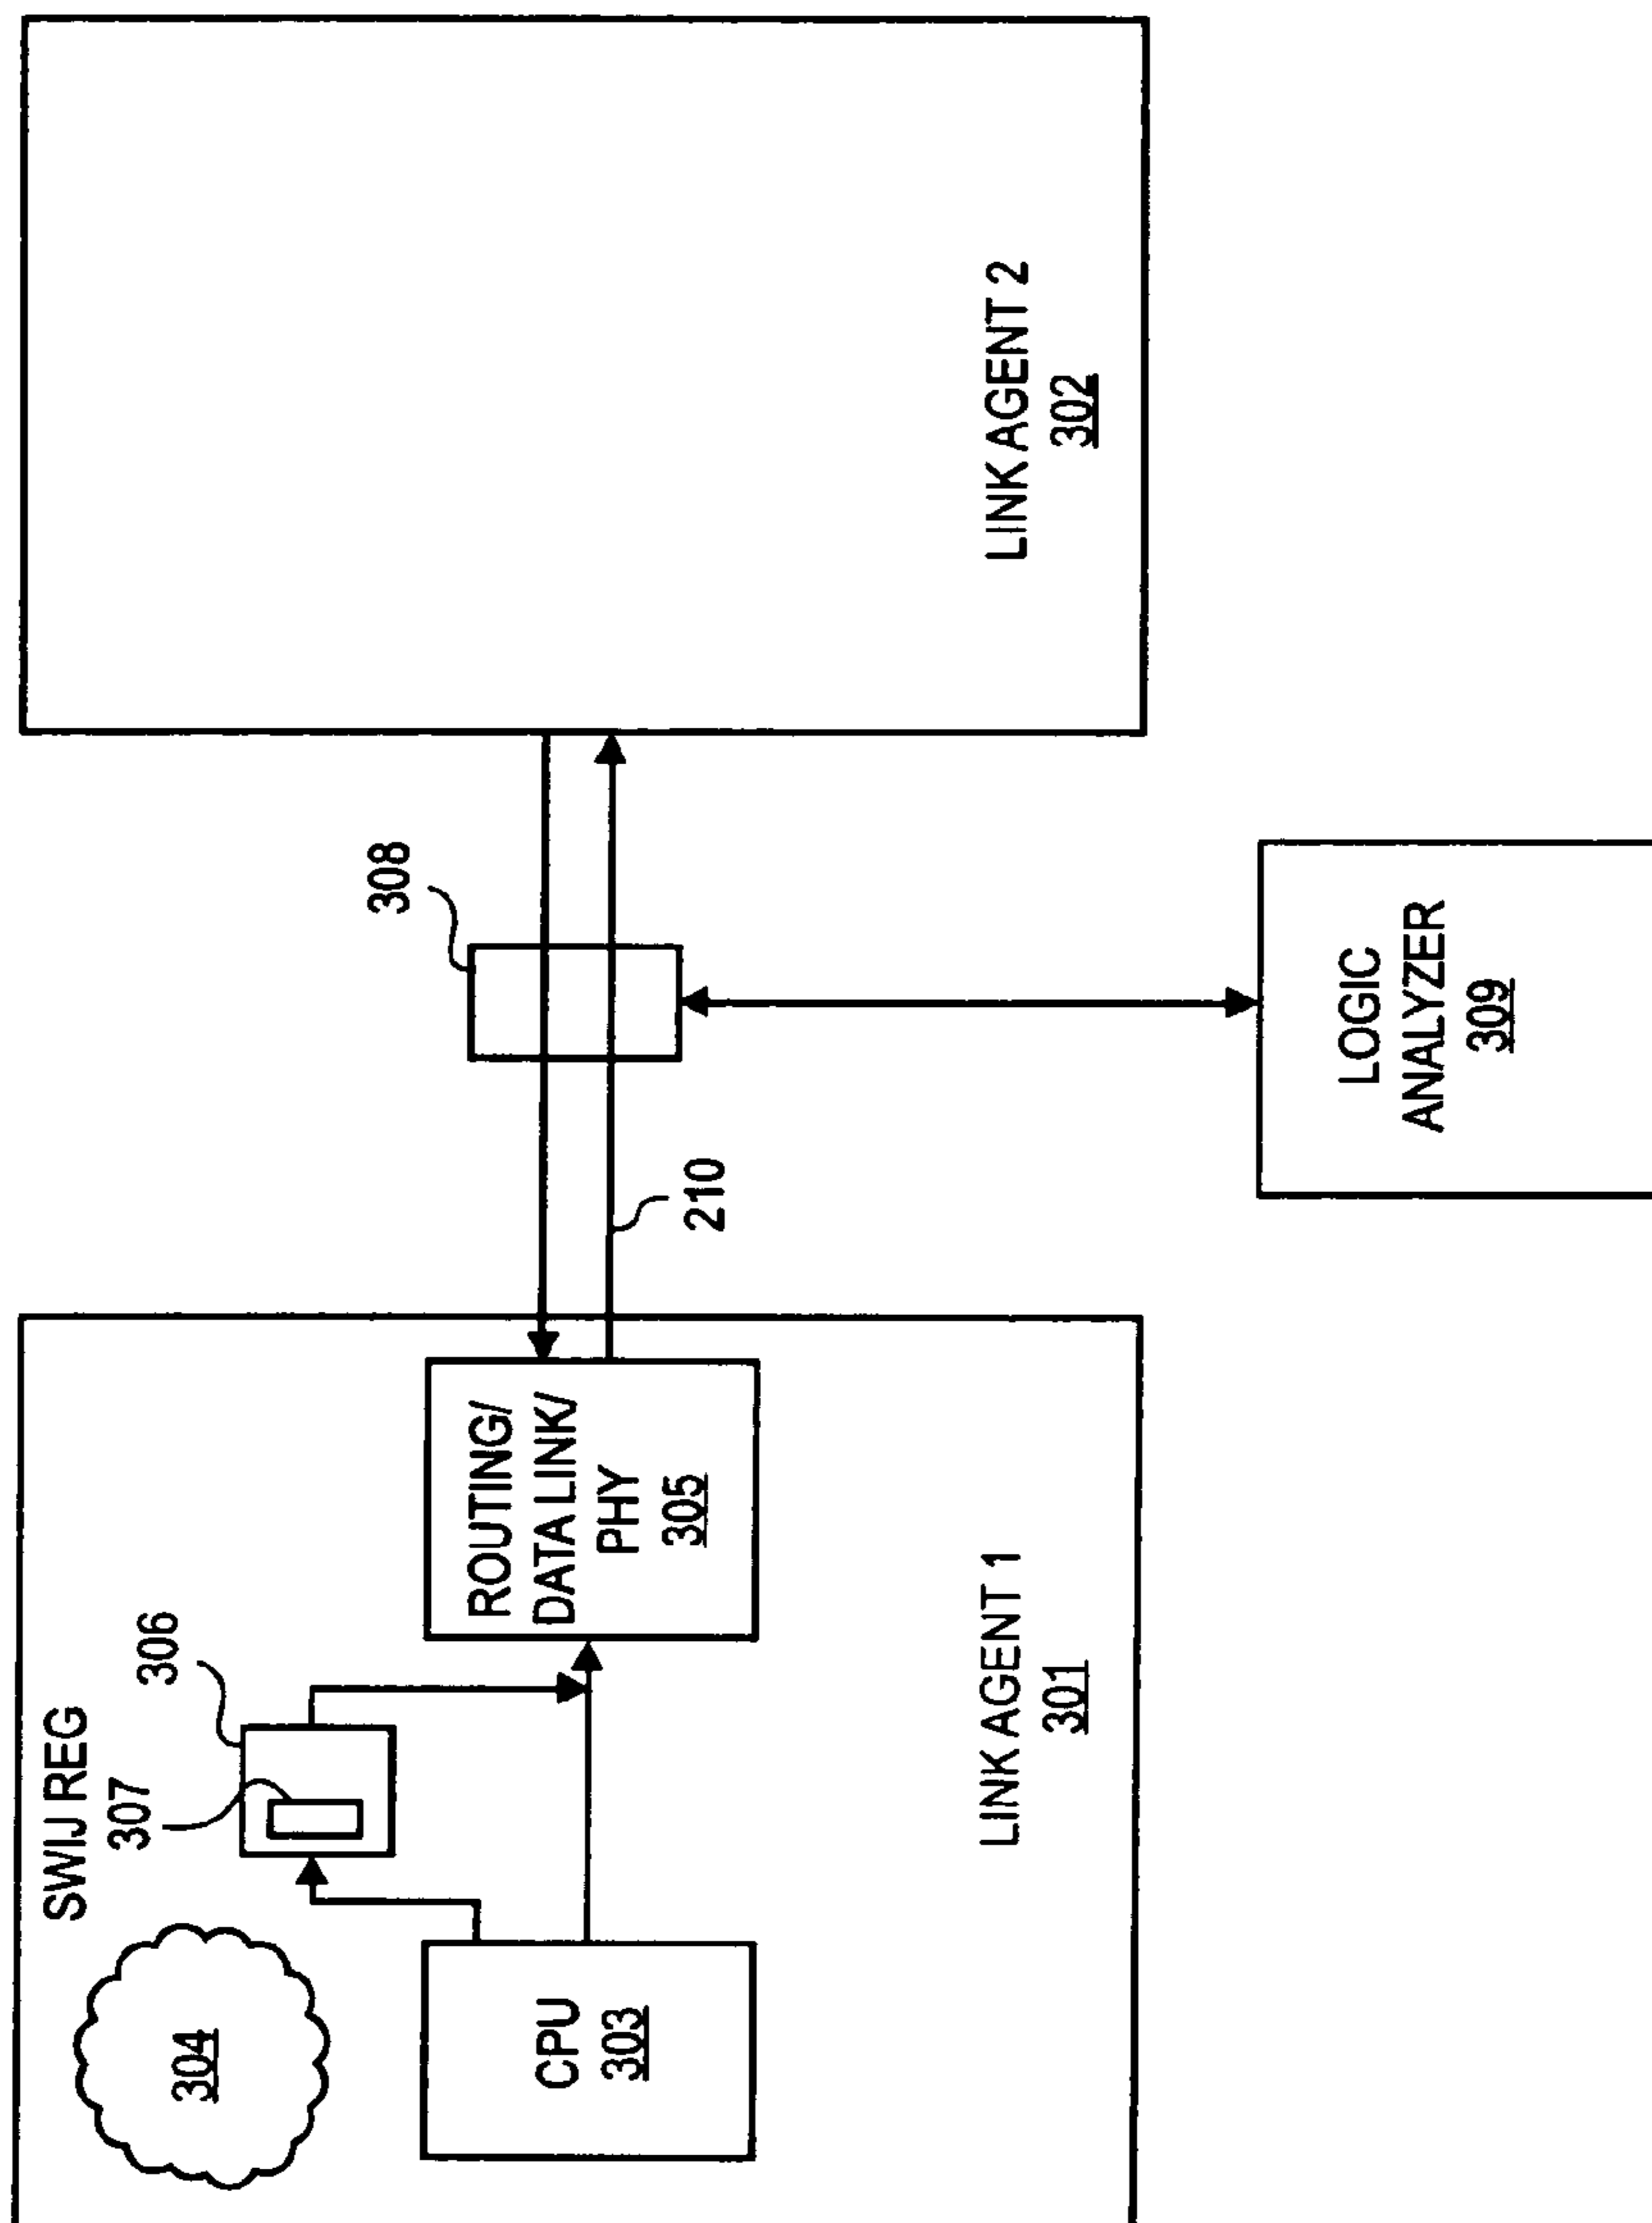 SWIJ REG
307
306
304
CPU
303
ROUTING/
DATA LINK/
PHY
305
LINK AGENT 1
301
210
308
LOGIC
ANALYZER
309
LINK AGENT 2
302